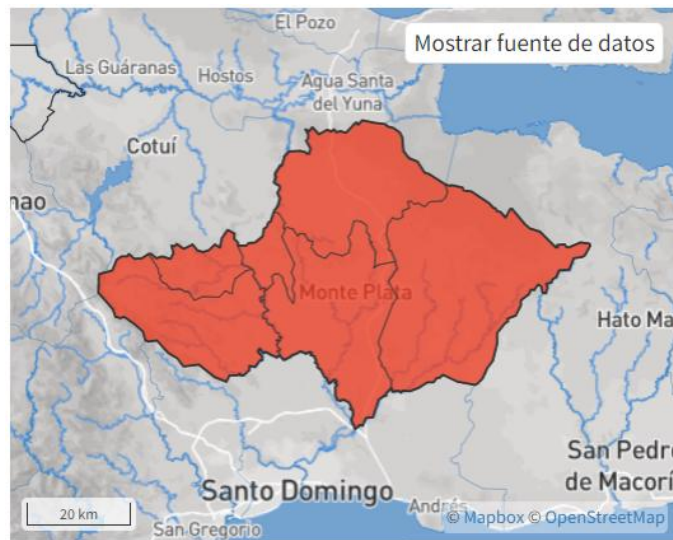 El Pozo
Mostrar fuente de datos
Las Guáranas
Hostos
Agua Santa
del Yuna
Cotuí
nao
Monte Plata
Hato Ma
San Pedro
de Macorí
Santo Domingo
Andrés
20 km
San Gregorio
© Mapbox © OpenStreetMap